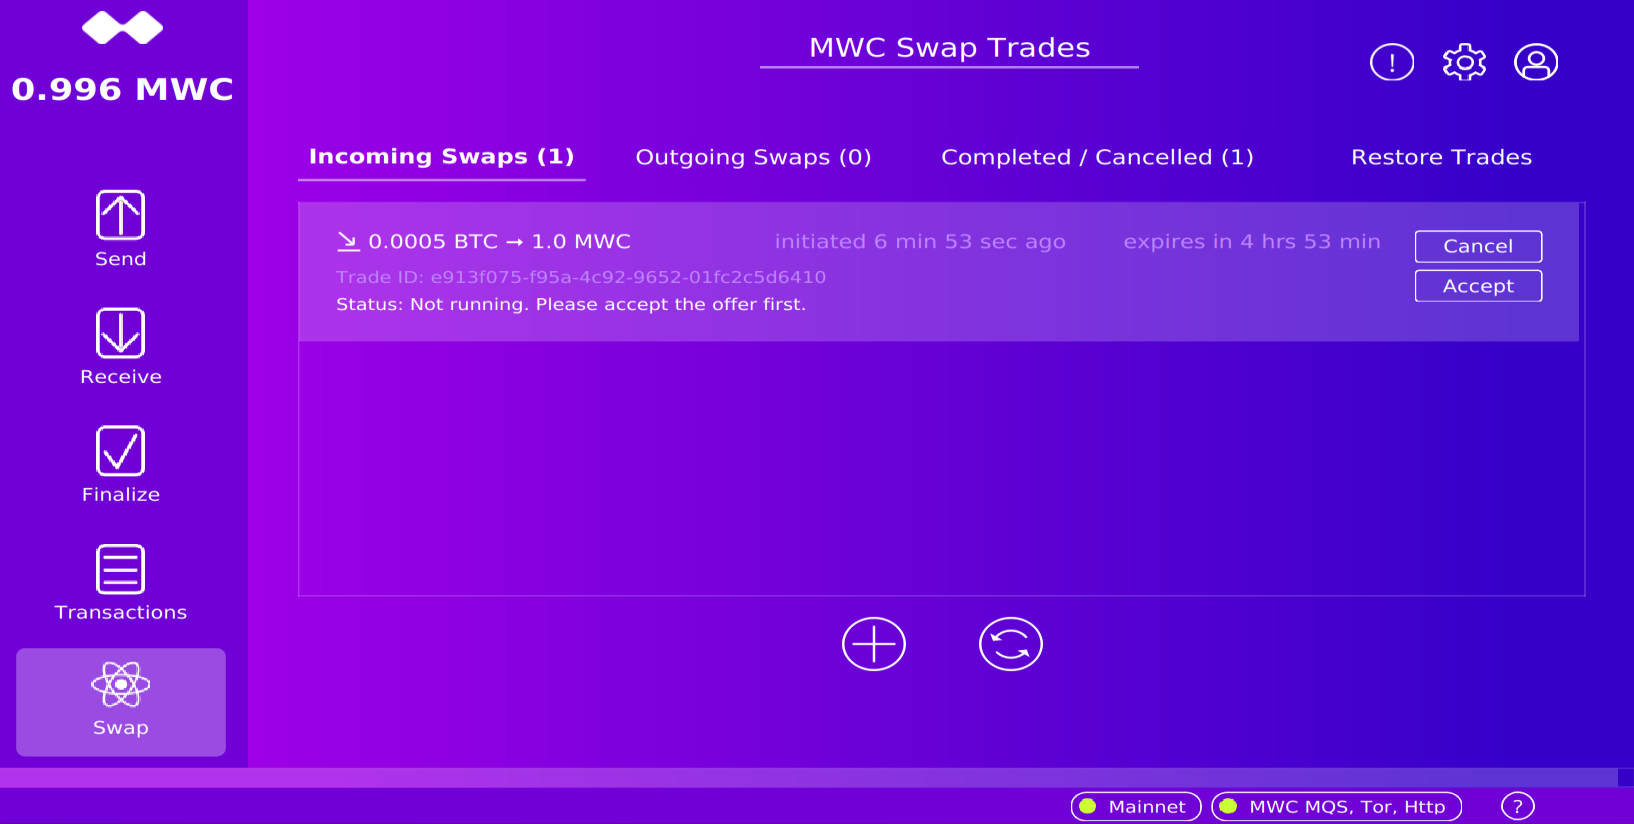 0.996 MWC
MWC Swap Trades
!
Incoming Swaps (1)
Outgoing Swaps (0)
Completed / Cancelled (1)
Restore Trades
0.0005 BTC → 1.0 MWC
initiated 6 min 53 sec ago
expires in 4 hrs 53 min
Cancel
Trade ID: e913f075-f95a-4c92-9652-01fc2c5d6410
Accept
Status: Not running. Please accept the offer first.
Send
Receive
Finalize
Transactions
Swap
Mainnet
MWC MQS, Tor, Http
?